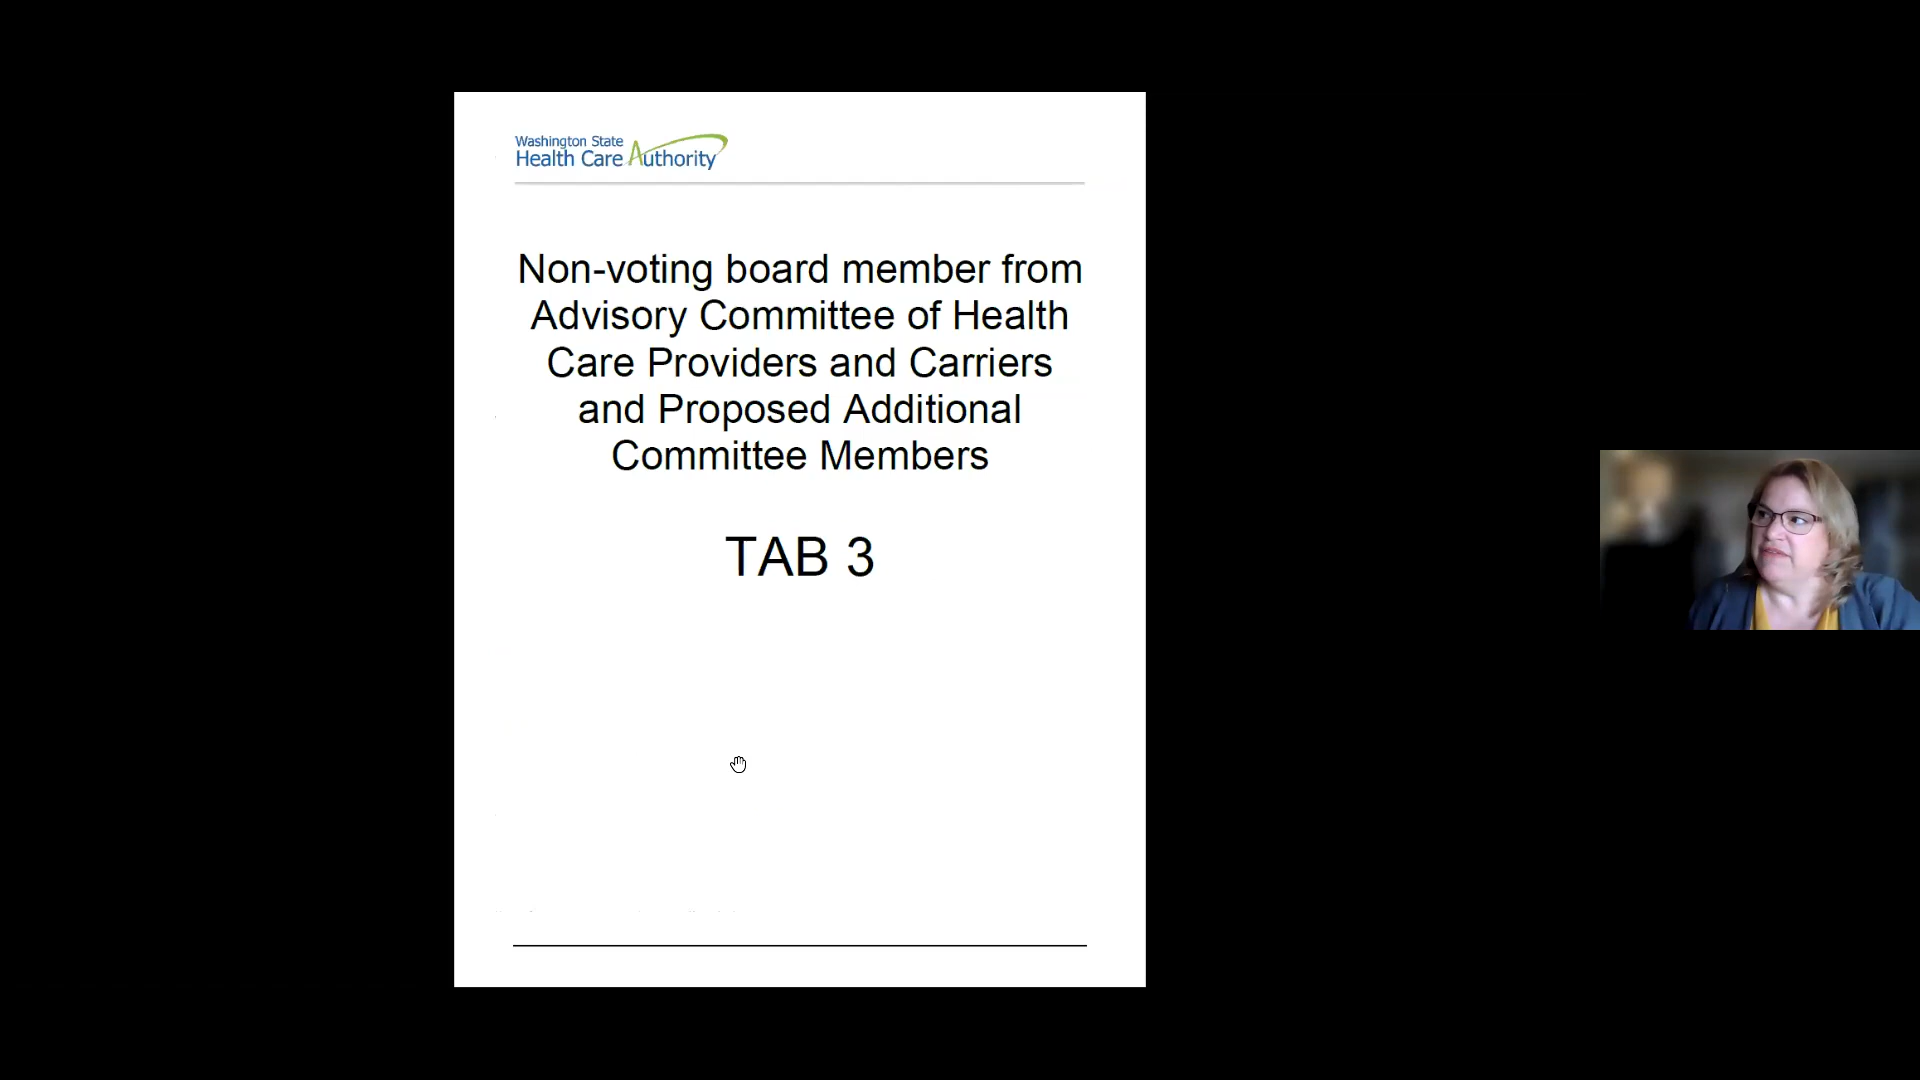 Washington State
Health Care Authority
Non-voting board member from
Advisory Committee of Health
Care Providers and Carriers
and Proposed Additional
Committee Members
TAB 3